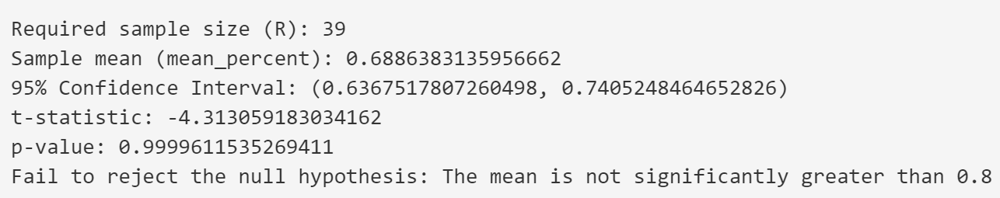 Required sample size (R): 39
Sample mean (mean_percent): 0.6886383135956662
95% Confidence Interval: (0.6367517807260498, 0.7405248464652826)
t-statistic: -4.313059183034162
p-value: 0.9999611535269411
Fail to reject the null hypothesis: The mean is not significantly greater than 0.8